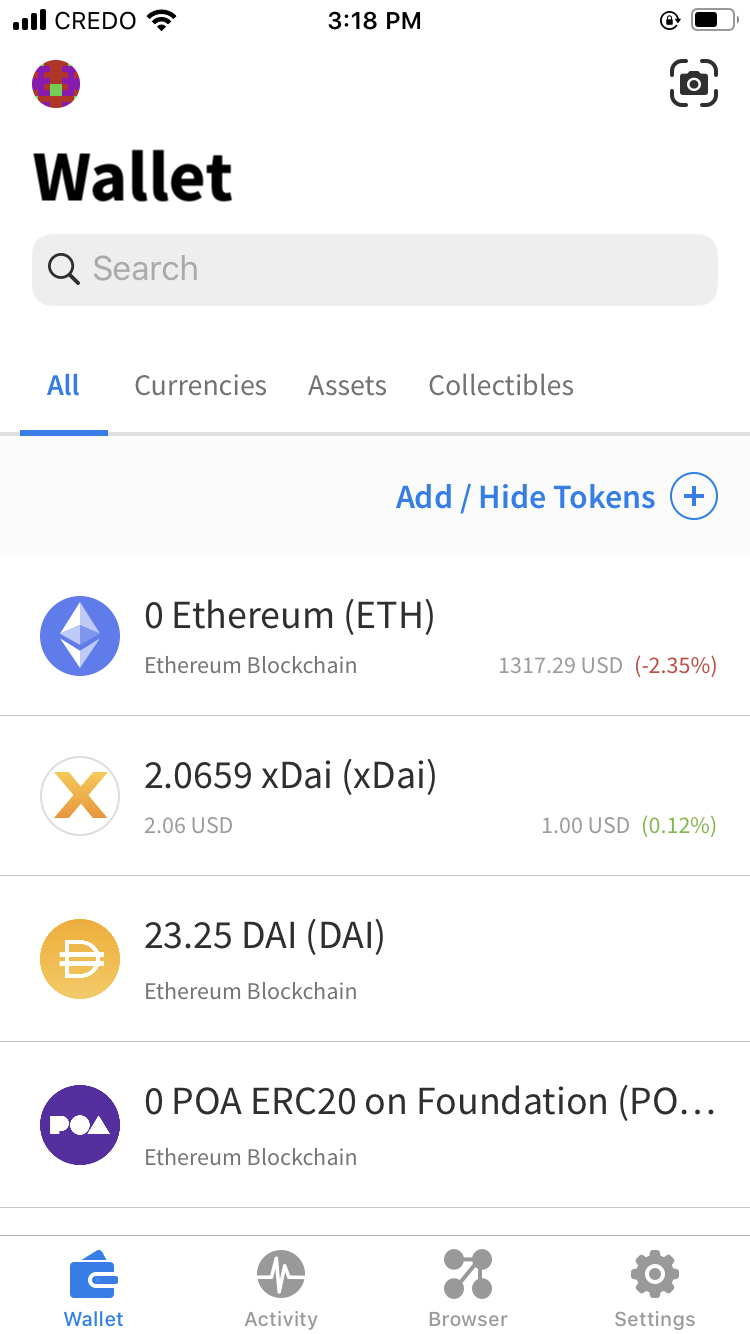 CREDO 3:18 PM
Wallet
Search
All Currencies Assets Collectibles
Add / Hide Tokens
0 Ethereum (ETH)
Ethereum Blockchain 1317.29 USD (-2.35%)
2.0659 xDai (xDai)
2.06 USD 1.00 USD (0.12%)
23.25 DAI (DAI)
Ethereum Blockchain
POA
0 POA ERC20 on Foundation (PO…
Ethereum Blockchain
Wallet Activity Browser Settings